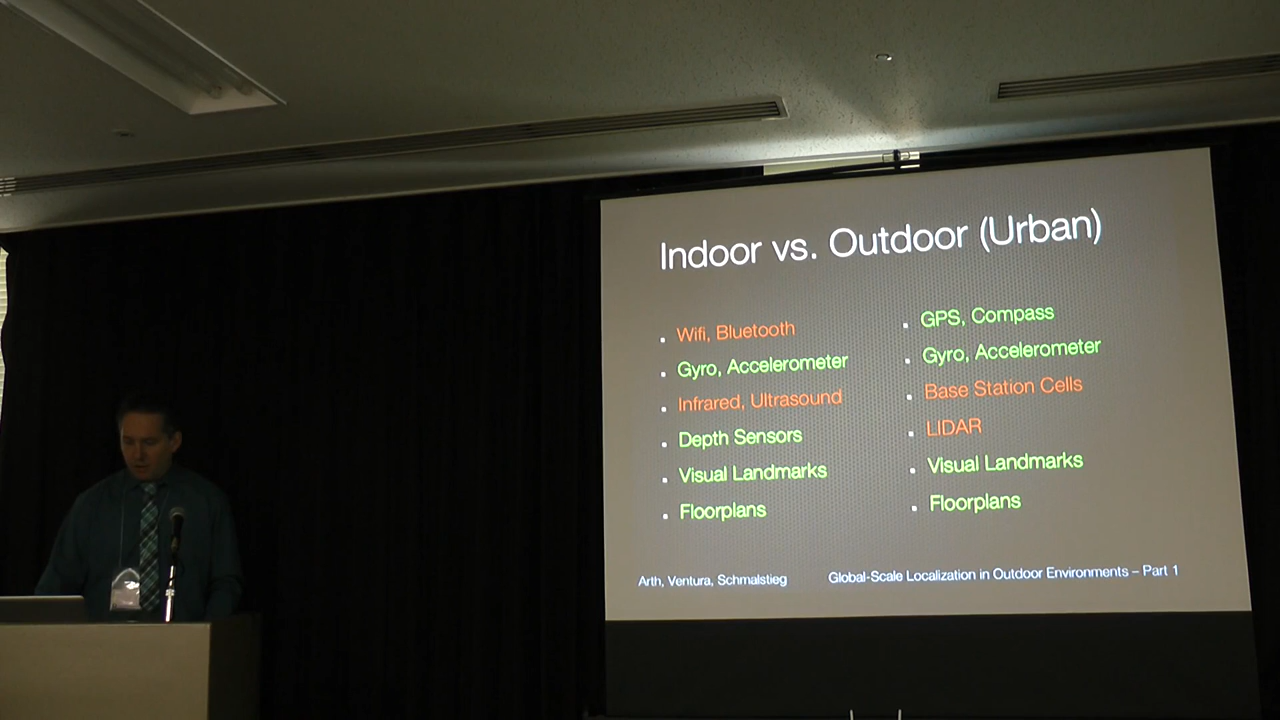 Indoor vs. Outdoor (Urban)
Wifi, Bluetooth
Gyro, Accelerometer
Infrared, Ultrasound
Depth Sensors
Visual Landmarks
Floorplans
GPS, Compass
Gyro, Accelerometer
Base Station Cells
LIDAR
Visual Landmarks
Floorplans
Arth, Ventura, Schmalstieg
Global-Scale Localization in Outdoor Environments – Part 1